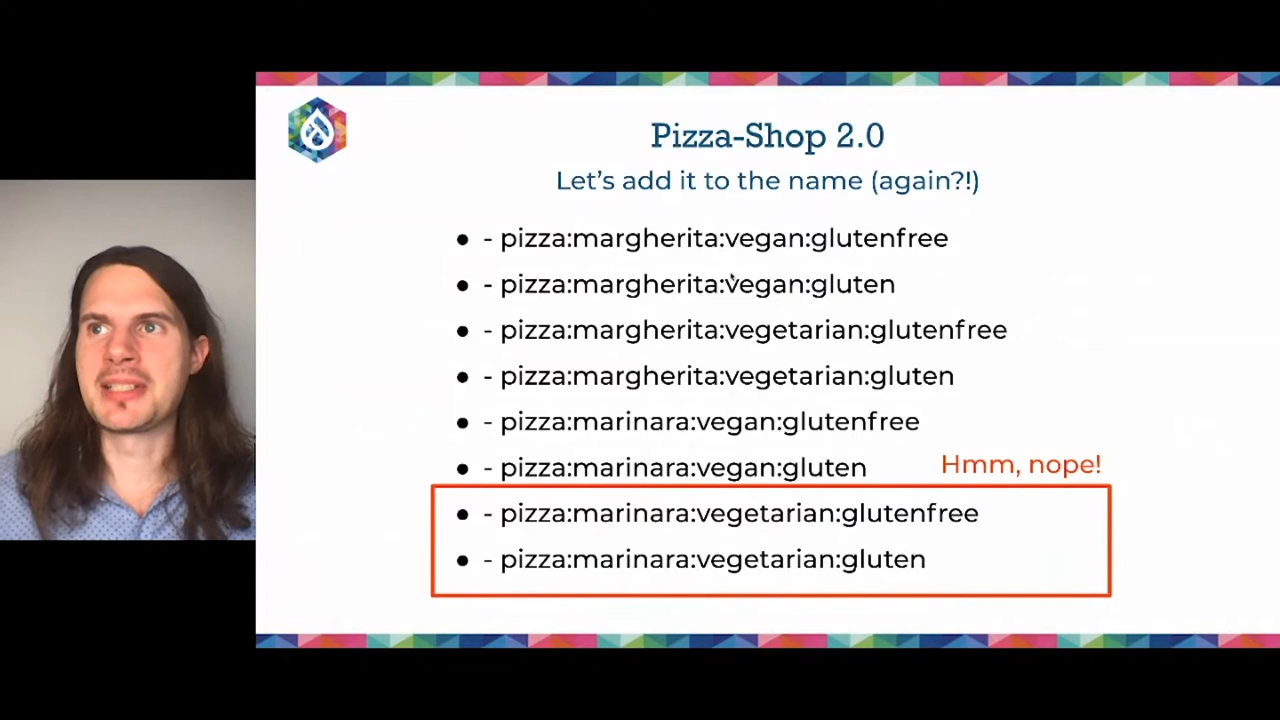 Pizza-Shop 2.0
Let's add it to the name (again?!)
● - pizza:margherita:vegan:glutenfree
● - pizza:margherita:vegan:gluten
● - pizza:margherita:vegetarian:glutenfree
● - pizza:margherita:vegetarian:gluten
● - pizza:marinara:vegan:glutenfree
● - pizza:marinara:vegan:gluten
Hmm, nope!
● - pizza:marinara:vegetarian:glutenfree
● - pizza:marinara:vegetarian:gluten